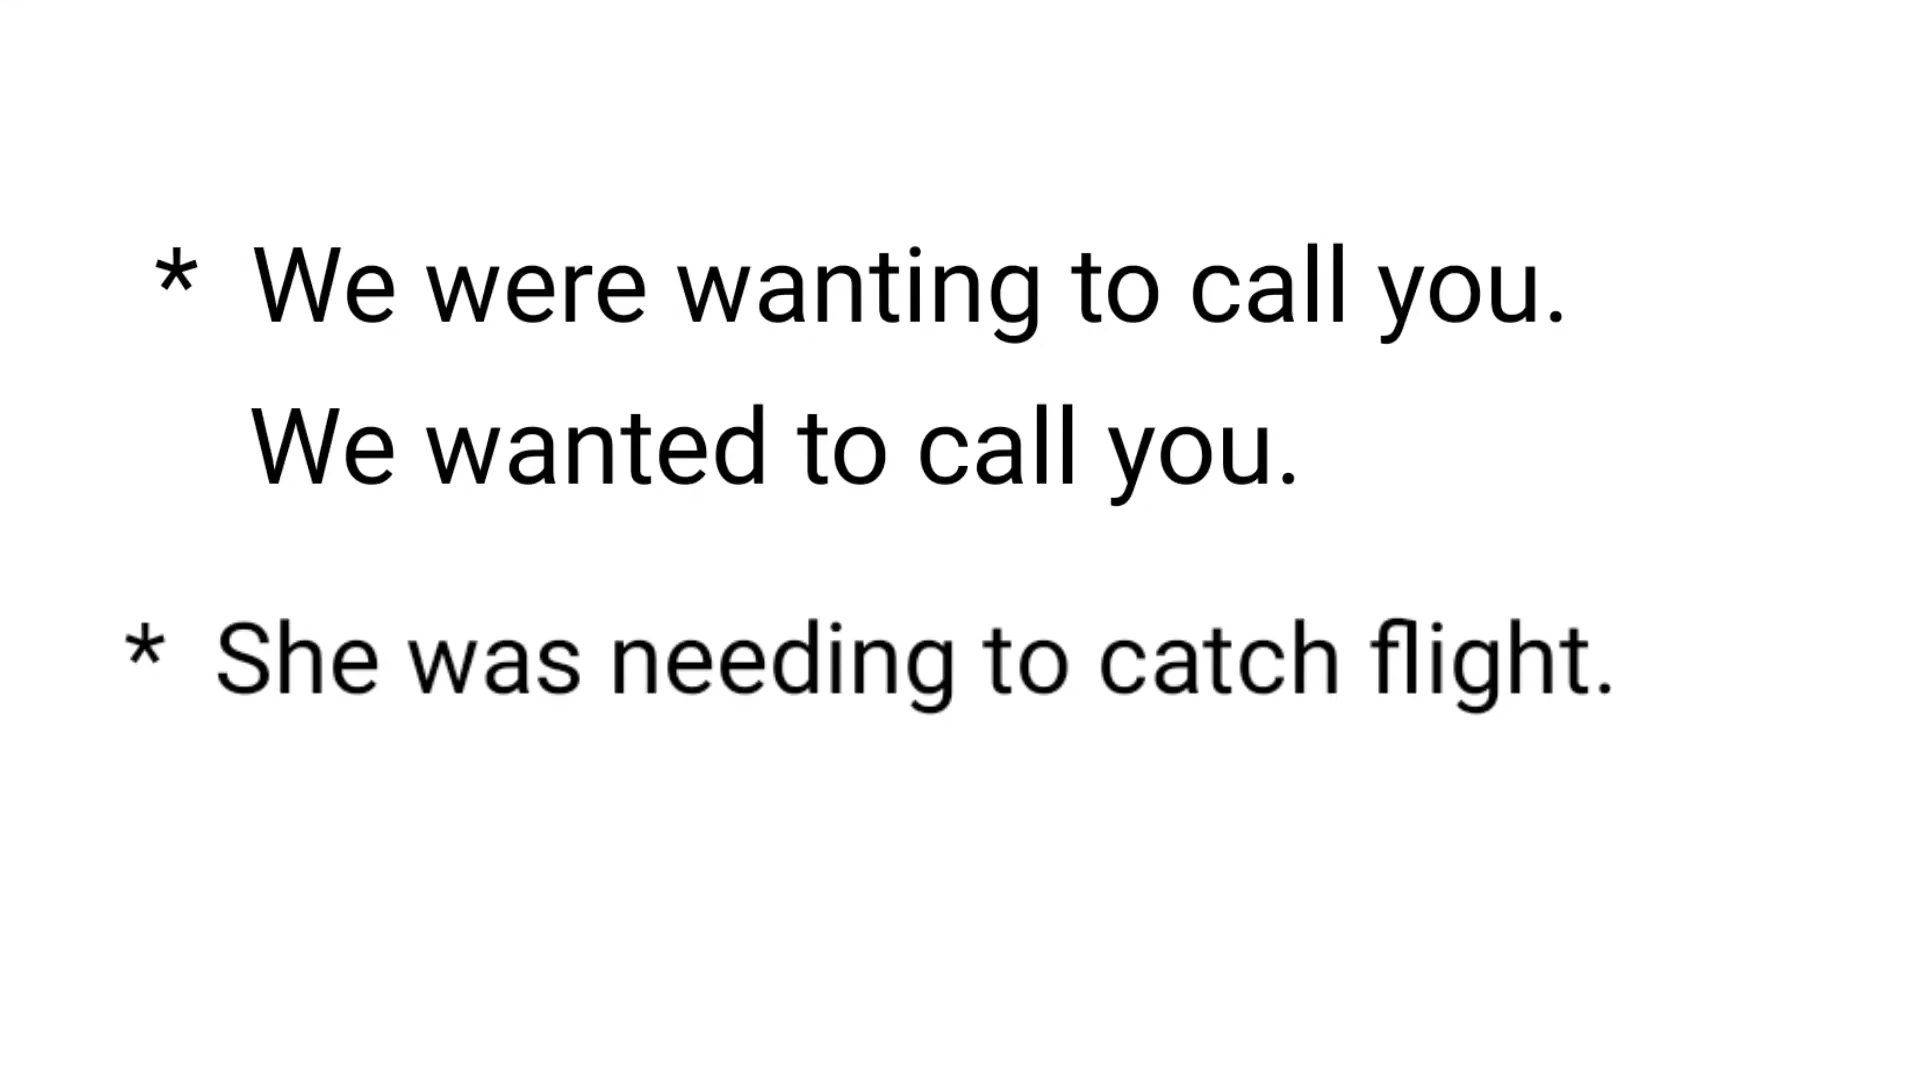 * We were wanting to call you.
We wanted to call you.
* She was needing to catch flight.